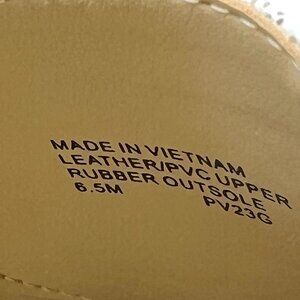 MADE IN VIETNAM
LEATHER/PVC UPPER
RUBBER OUTSOLE
6.5M PV23G